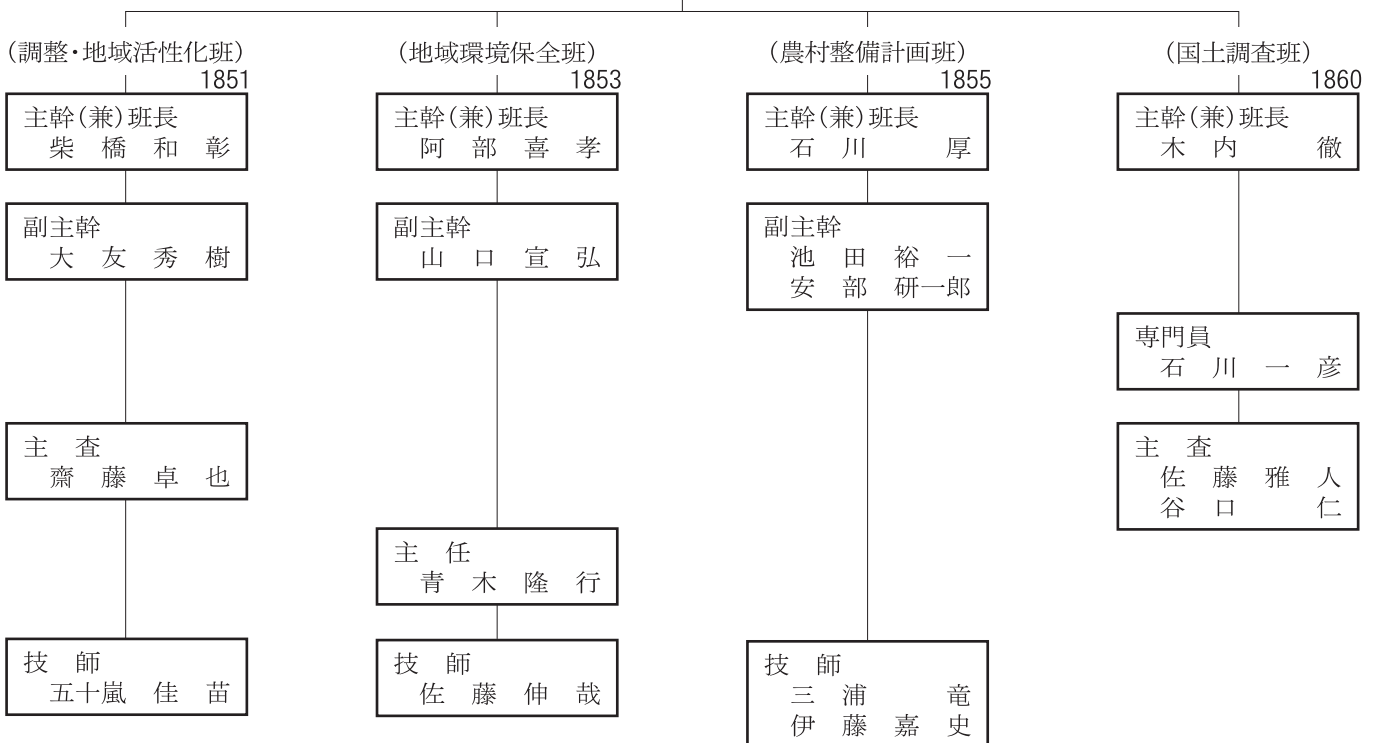 (調整・地域活性化班)
1851
主幹(兼)班長
柴橋和彰
副主幹
大友秀樹
主査
齋藤卓也
技師
五十嵐佳苗
(地域環境保全班)
1853
主幹(兼)班長
阿部喜孝
副主幹
山口宣弘
主任
青木隆行
技師
佐藤伸哉
(農村整備計画班)
1855
主幹(兼)班長
石川厚
副主幹
池田裕一
安部研一郎
技師
三浦竜
伊藤嘉史
(国土調査班)
1860
主幹(兼)班長
木内徹
専門員
石川一彦
主査
佐藤雅人
谷口仁